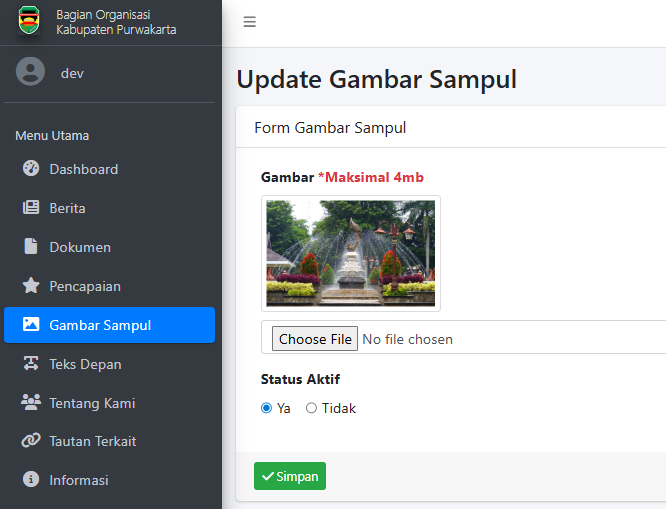 Bagian Organisasi
Kabupaten Purwakarta
dev
Menu Utama
Dashboard
Berita
Dokumen
Pencapaian
Gambar Sampul
Teks Depan
Tentang Kami
Tautan Terkait
Informasi
Update Gambar Sampul
Form Gambar Sampul
Gambar *Maksimal 4mb
Choose File No file chosen
Status Aktif
Ya Tidak
Simpan